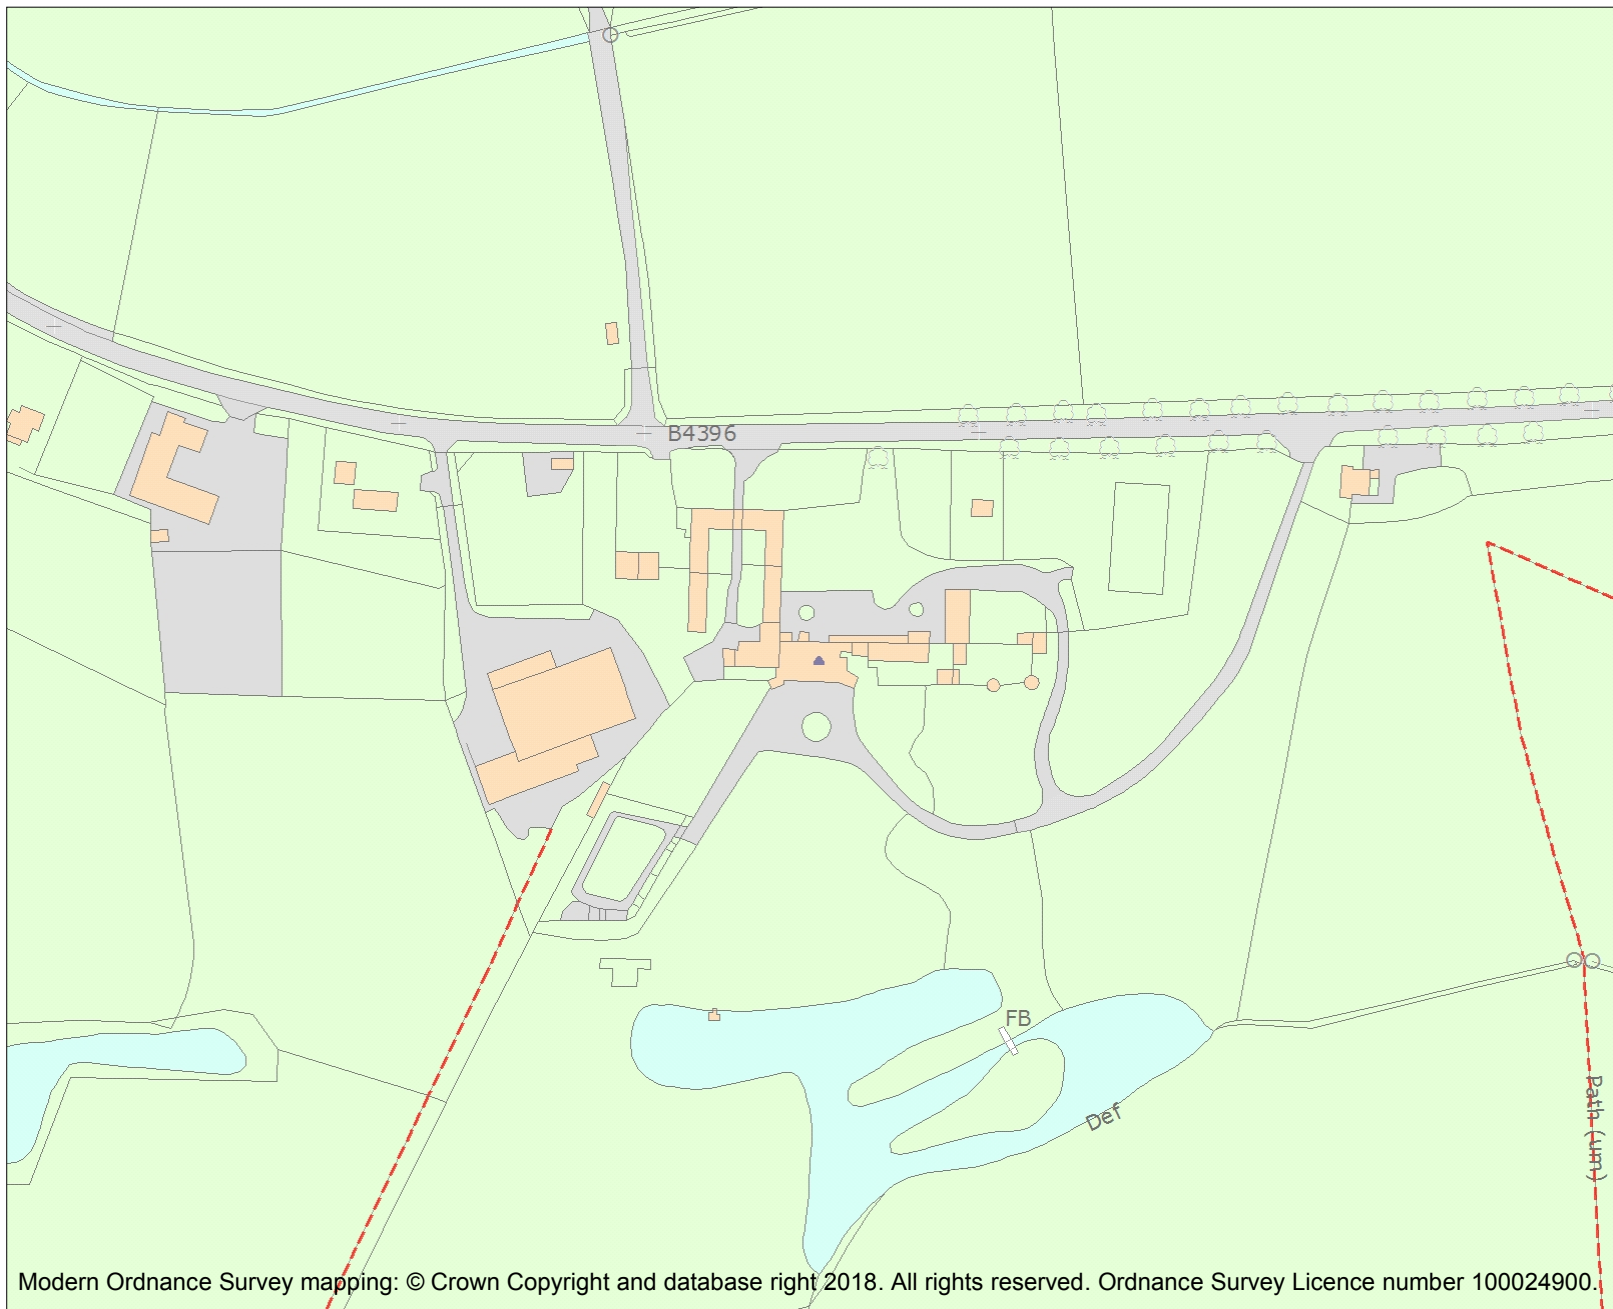 B4396
FB
Def
Path (um)
Modern Ordnance Survey mapping: © Crown Copyright and database right 2018. All rights reserved. Ordnance Survey Licence number 100024900.